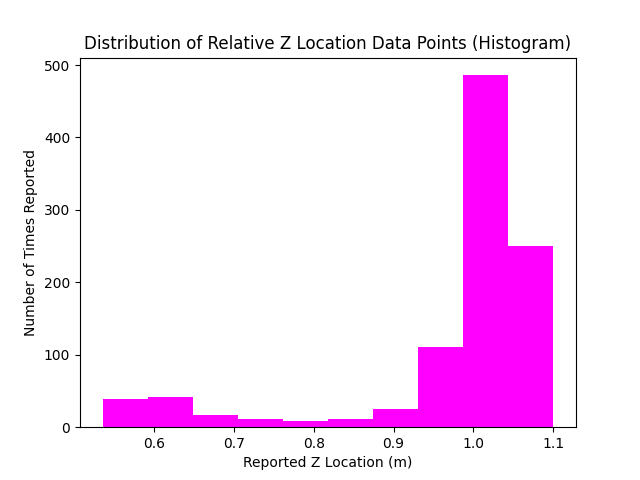 Distribution of Relative Z Location Data Points (Histogram)
Number of Times Reported
500
400
300
200
100
0
0.6 0.7 0.8 0.9 1.0 1.1
Reported Z Location (m)